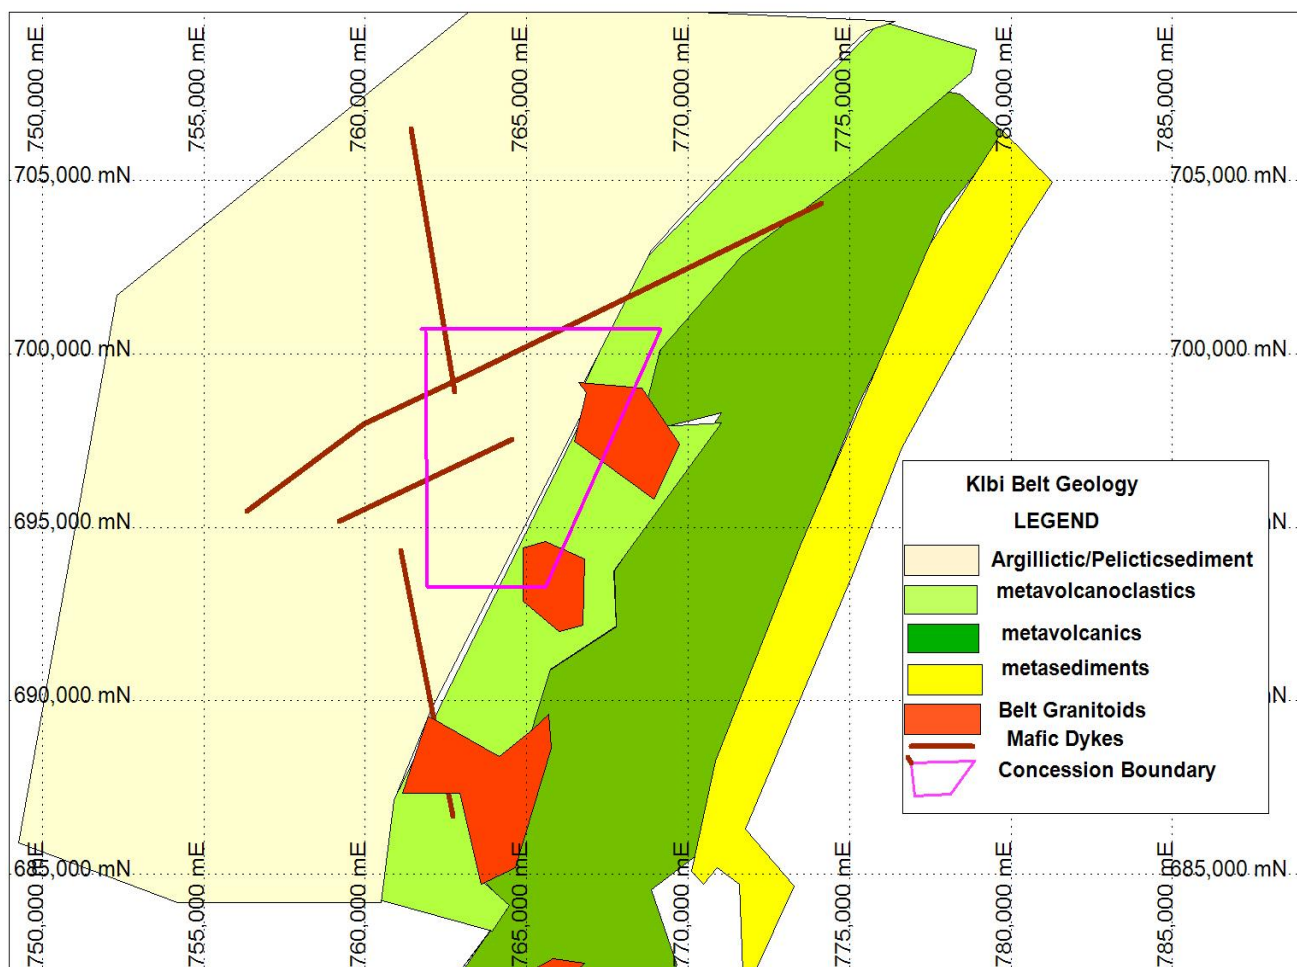 750,000 mE
755,000 mE
760,000 mE
765,000 mE
770,000 mE
775,000 mE
780,000 mE
785,000 mE
705,000 mN
705,000 mN
700,000 mN
700,000 mN
695,000 mN
mN
690,000 mN
mN
685,000 mN
685,000 mN
KIbi Belt Geology
LEGEND
Argillictic/Pelicticsediment
metavolcanoclastics
metavolcanics
metasediments
Belt Granitoids
Mafic Dykes
Concession Boundary
750,000 mE
755,000 mE
760,000 mE
765,000 mE
770,000 mE
775,000 mE
780,000 mE
785,000 mE